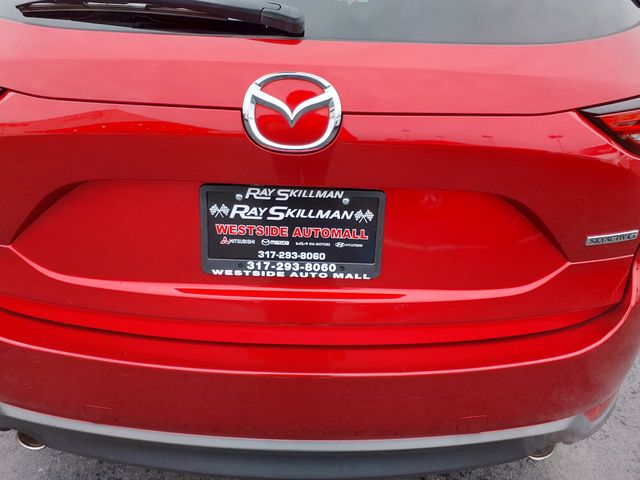 RAY SKILLMAN
RAY SKILLMAN
WESTSIDE AUTOMALL
MITSUBISHI mazda KIA MOTORS HYUNDAI
317-293-8060
317-293-8060
WESTSIDE AUTO MALL
SKYACTIV G